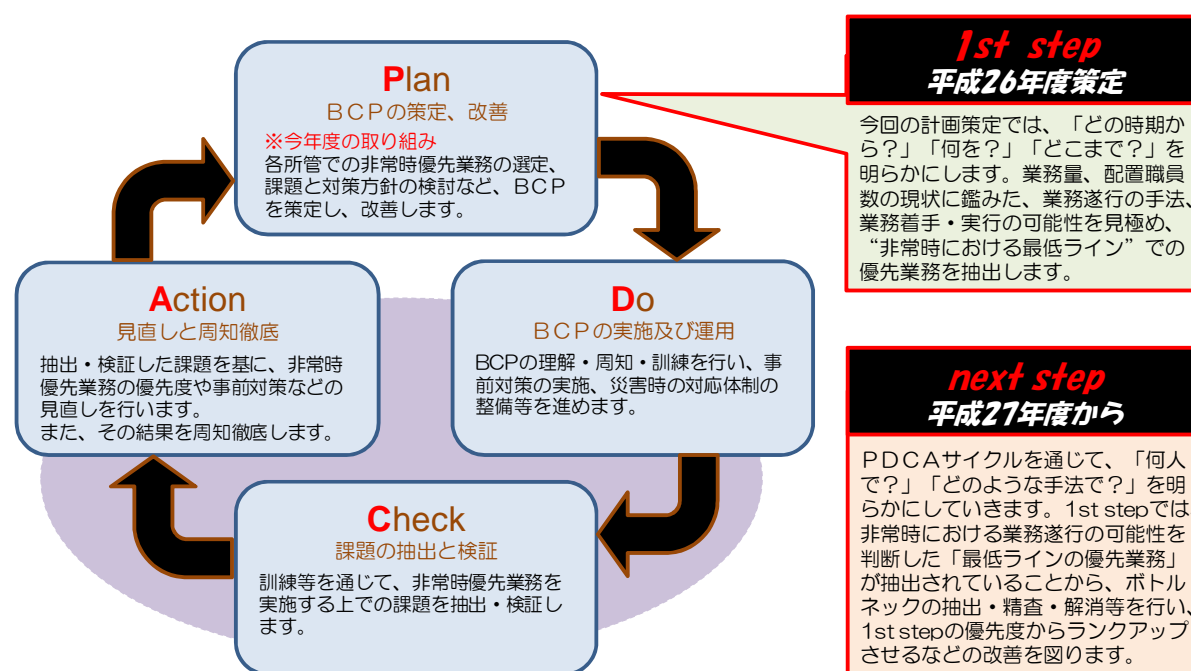 Plan
ＢＣＰの策定、改善
※今年度の取り組み
各所管での非常時優先業務の選定、
課題と対策方針の検討など、ＢＣＰ
を策定し、改善します。
Do
ＢＣＰの実施及び運用
BCPの理解・周知・訓練を行い、事
前対策の実施、災害時の対応体制の
整備等を進めます。
Check
課題の抽出と検証
訓練等を通じて、非常時優先業務を
実施する上での課題を抽出・検証し
ます。
Action
見直しと周知徹底
抽出・検証した課題を基に、非常時
優先業務の優先度や事前対策などの
見直しを行います。
また、その結果を周知徹底します。
1st step
平成26年度策定
今回の計画策定では、「どの時期か
ら？」「何を？」「どこまで？」を
明らかにします。業務量、配置職員
数の現状に鑑みた、業務遂行の手法、
業務着手・実行の可能性を見極め、
“非常時における最低ライン”での
優先業務を抽出します。
next step
平成27年度から
ＰＤＣＡサイクルを通じて、「何人
で？」「どのような手法で？」を明
らかにしていきます。1st stepでは
非常時における業務遂行の可能性を
判断した「最低ラインの優先業務」
が抽出されていることから、ボトル
ネックの抽出・精査・解消等を行い、
1st stepの優先度からランクアップ
させるなどの改善を図ります。